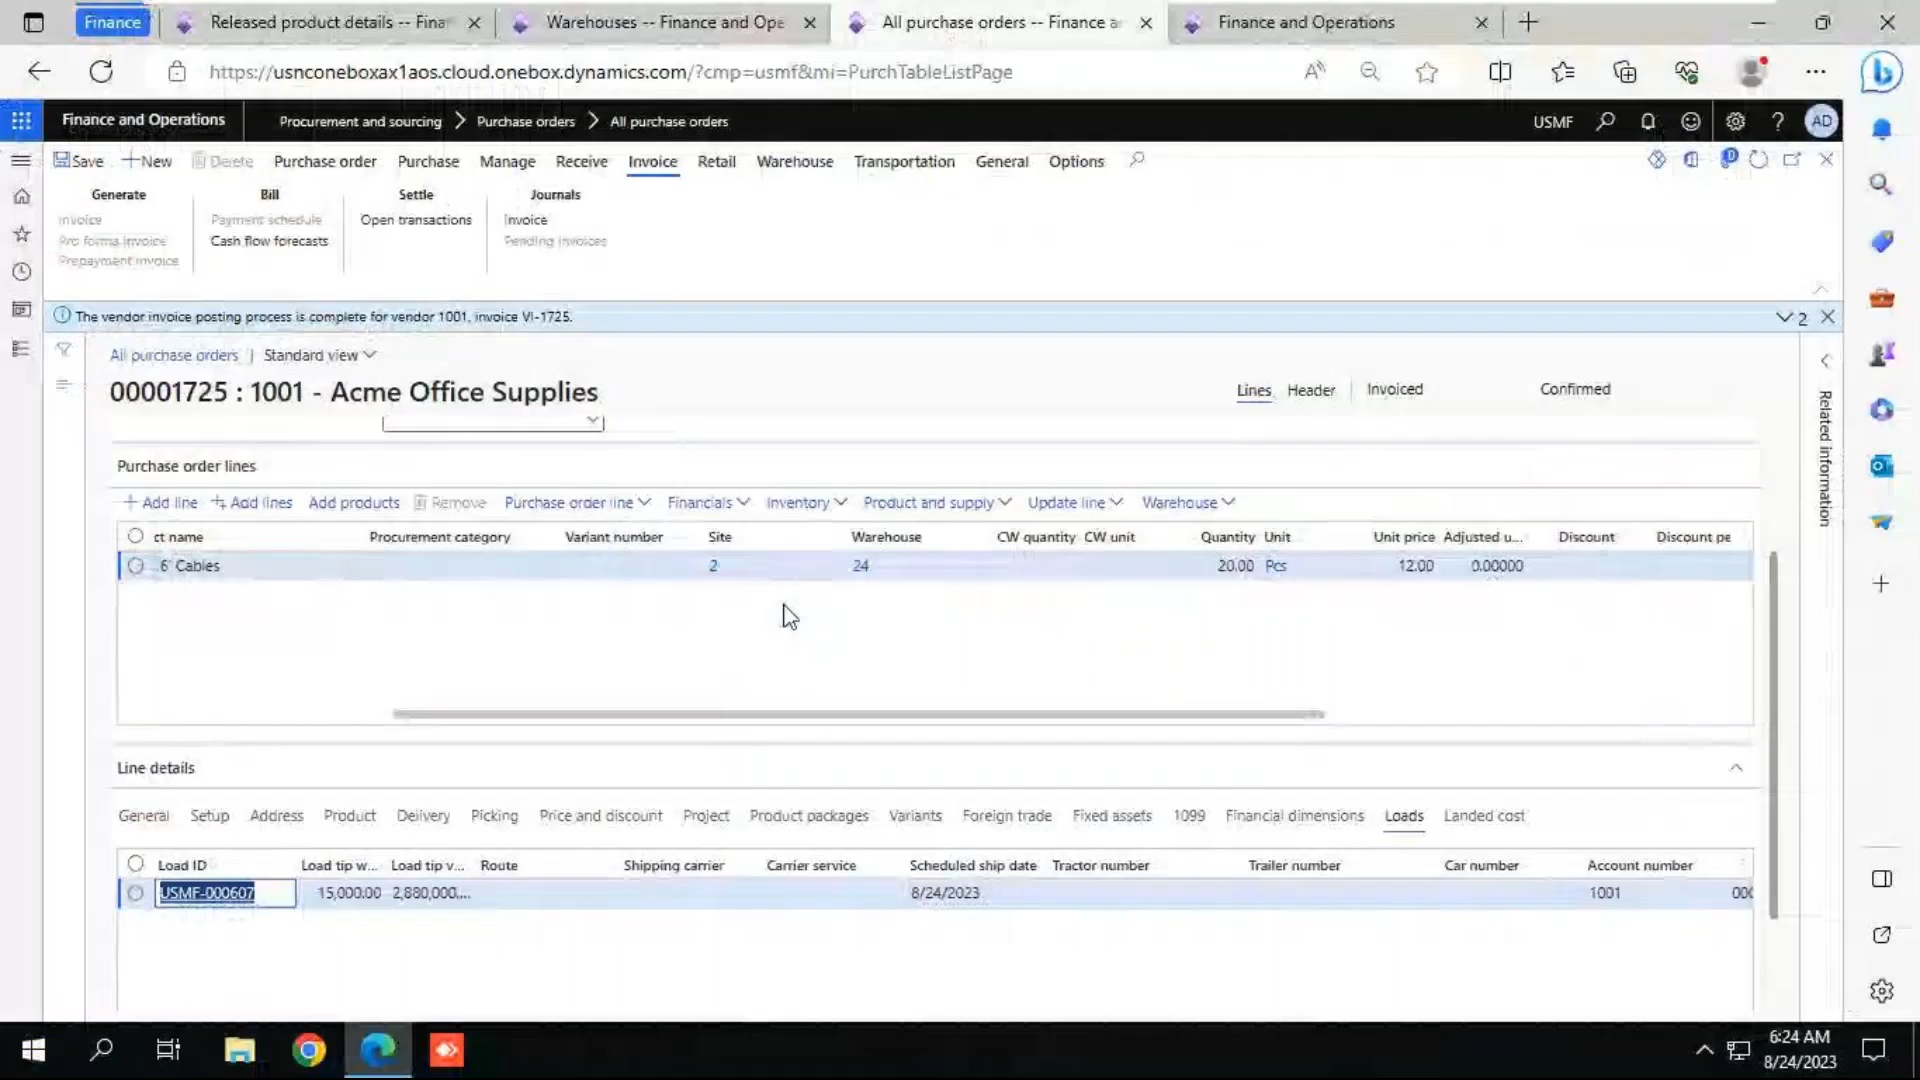 Finance
Released product details -- Fina
Warehouses -- Finance and Ope
All purchase orders -- Finance a
Finance and Operations
https://usnconeboxax1aos.cloud.onebox.dynamics.com/?cmp=usmf&mi=PurchTableListPage
Finance and Operations
Procurement and sourcing
Purchase orders
All purchase orders
USMF
AD
Save
New
Delete
Purchase order
Purchase
Manage
Receive
Invoice
Retail
Warehouse
Transportation
General
Options
Generate
Bill
Settle
Journals
Invoice
Payment schedule
Open transactions
Invoice
Pro forma invoice
Cash flow forecasts
Pending invoices
Prepayment invoice
The vendor invoice posting process is complete for vendor 1001, invoice VI-1725.
2
All purchase orders | Standard view
00001725 : 1001 - Acme Office Supplies
Lines
Header
Invoiced
Confirmed
Related information
Purchase order lines
Add line
Add lines
Add products
Remove
Purchase order line
Financials
Inventory
Product and supply
Update line
Warehouse
ct name
Procurement category
Variant number
Site
Warehouse
CW quantity
CW unit
Quantity
Unit
Unit price
Adjusted u...
Discount
Discount pe
6' Cables
2
24
20.00
Pcs
12.00
0.00000
Line details
General
Setup
Address
Product
Delivery
Picking
Price and discount
Project
Product packages
Variants
Foreign trade
Fixed assets
1099
Financial dimensions
Loads
Landed cost
Load ID
Load tip w...
Load tip v...
Route
Shipping carrier
Carrier service
Scheduled ship date
Tractor number
Trailer number
Car number
Account number
USMF-000607
15,000.00
2,880,000....
8/24/2023
1001
000
6:24 AM
8/24/2023